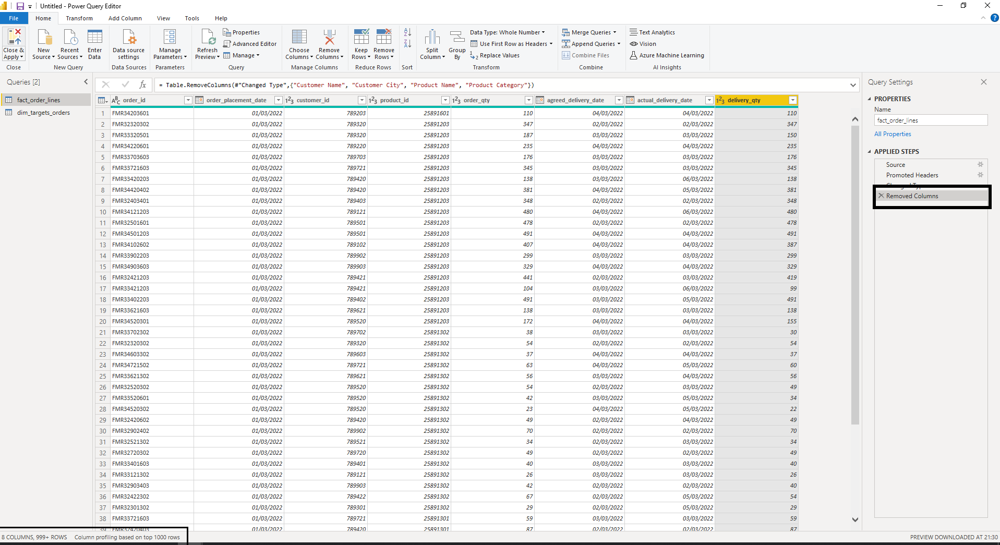 Untitled - Power Query Editor
File Home Transform Add Column View Tools Help
Close & Apply
Close
New Source
Recent Sources
Enter Data
New Query
Data source settings
Data Sources
Manage Parameters
Parameters
Refresh Preview
Properties
Advanced Editor
Manage
Query
Choose Columns
Remove Columns
Manage Columns
Keep Rows
Remove Rows
Reduce Rows
Sort
Split Column
Group By
Data Type: Whole Number
Use First Row as Headers
Replace Values
Transform
Merge Queries
Append Queries
Combine Files
Combine
Text Analytics
Vision
Azure Machine Learning
AI Insights
Queries [2]
fact_order_lines
dim_targets_orders
fx = Table.RemoveColumns(#"Changed Type",{"Customer Name", "Customer City", "Product Name", "Product Category"})
order_id order_placement_date customer_id product_id order_qty agreed_delivery_date actual_delivery_date delivery_qty
1 FMR34203601 01/03/2022 789203 25891601 110 04/03/2022 04/03/2022 110
2 FMR32320302 01/03/2022 789320 25891203 347 02/03/2022 02/03/2022 347
3 FMR33320501 01/03/2022 789320 25891203 187 03/03/2022 03/03/2022 150
4 FMR34220601 01/03/2022 789220 25891203 235 04/03/2022 04/03/2022 235
5 FMR33703603 01/03/2022 789703 25891203 176 03/03/2022 03/03/2022 176
6 FMR33721603 01/03/2022 789721 25891203 345 03/03/2022 03/03/2022 345
7 FMR33420203 01/03/2022 789420 25891203 138 03/03/2022 06/03/2022 138
8 FMR34420402 01/03/2022 789420 25891203 381 04/03/2022 05/03/2022 381
9 FMR32403401 01/03/2022 789403 25891203 348 02/03/2022 02/03/2022 348
10 FMR34121203 01/03/2022 789121 25891203 480 04/03/2022 06/03/2022 480
11 FMR32501601 01/03/2022 789501 25891203 478 02/03/2022 02/03/2022 478
12 FMR34501203 01/03/2022 789501 25891203 491 04/03/2022 04/03/2022 491
13 FMR34102602 01/03/2022 789102 25891203 407 04/03/2022 04/03/2022 387
14 FMR33902203 01/03/2022 789902 25891203 299 03/03/2022 03/03/2022 299
15 FMR34903603 01/03/2022 789903 25891203 329 04/03/2022 04/03/2022 329
16 FMR32421203 01/03/2022 789421 25891203 441 02/03/2022 03/03/2022 419
17 FMR33421203 01/03/2022 789421 25891203 104 03/03/2022 06/03/2022 99
18 FMR33402203 01/03/2022 789402 25891203 491 03/03/2022 05/03/2022 491
19 FMR33621603 01/03/2022 789621 25891203 138 03/03/2022 03/03/2022 138
20 FMR34520301 01/03/2022 789520 25891203 172 04/03/2022 04/03/2022 155
21 FMR33702302 01/03/2022 789702 25891302 38 03/03/2022 03/03/2022 30
22 FMR32320302 01/03/2022 789320 25891302 54 02/03/2022 02/03/2022 54
23 FMR34603302 01/03/2022 789603 25891302 37 04/03/2022 04/03/2022 37
24 FMR34721502 01/03/2022 789721 25891302 63 04/03/2022 05/03/2022 60
25 FMR33621302 01/03/2022 789621 25891302 56 03/03/2022 04/03/2022 56
26 FMR32520302 01/03/2022 789520 25891302 54 02/03/2022 03/03/2022 49
27 FMR33520601 01/03/2022 789520 25891302 42 03/03/2022 05/03/2022 34
28 FMR34520302 01/03/2022 789520 25891302 23 04/03/2022 05/03/2022 22
29 FMR32420602 01/03/2022 789420 25891302 49 02/03/2022 04/03/2022 49
30 FMR32902402 01/03/2022 789902 25891302 70 02/03/2022 02/03/2022 70
31 FMR32521302 01/03/2022 789521 25891302 34 02/03/2022 03/03/2022 34
32 FMR32720302 01/03/2022 789720 25891302 49 02/03/2022 02/03/2022 49
33 FMR33401603 01/03/2022 789401 25891302 40 03/03/2022 03/03/2022 40
34 FMR33121302 01/03/2022 789121 25891302 26 03/03/2022 03/03/2022 26
35 FMR32903403 01/03/2022 789903 25891302 42 02/03/2022 02/03/2022 40
36 FMR32422302 01/03/2022 789422 25891302 67 02/03/2022 05/03/2022 54
37 FMR32301302 01/03/2022 789301 25891302 29 02/03/2022 05/03/2022 29
38 FMR33721603 01/03/2022 789721 25891301 59 03/03/2022 03/03/2022 59
39 FMR32420403 01/03/2022 789420 25891301 87 02/03/2022 02/03/2022 87
Query Settings
PROPERTIES
Name
fact_order_lines
All Properties
APPLIED STEPS
Source
Promoted Headers
Removed Columns
8 COLUMNS, 999+ ROWS Column profiling based on top 1000 rows
PREVIEW DOWNLOADED AT 21:30